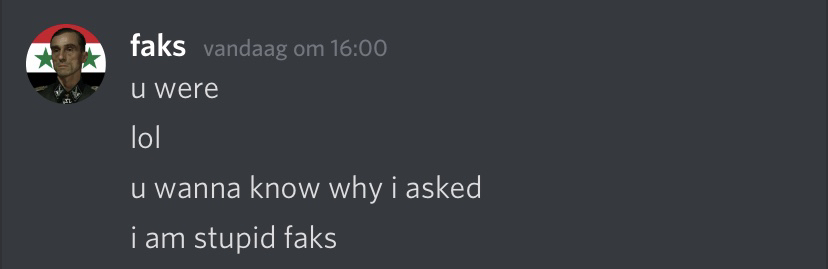 faks vandaag om 16:00
u were
lol
u wanna know why i asked
i am stupid faks